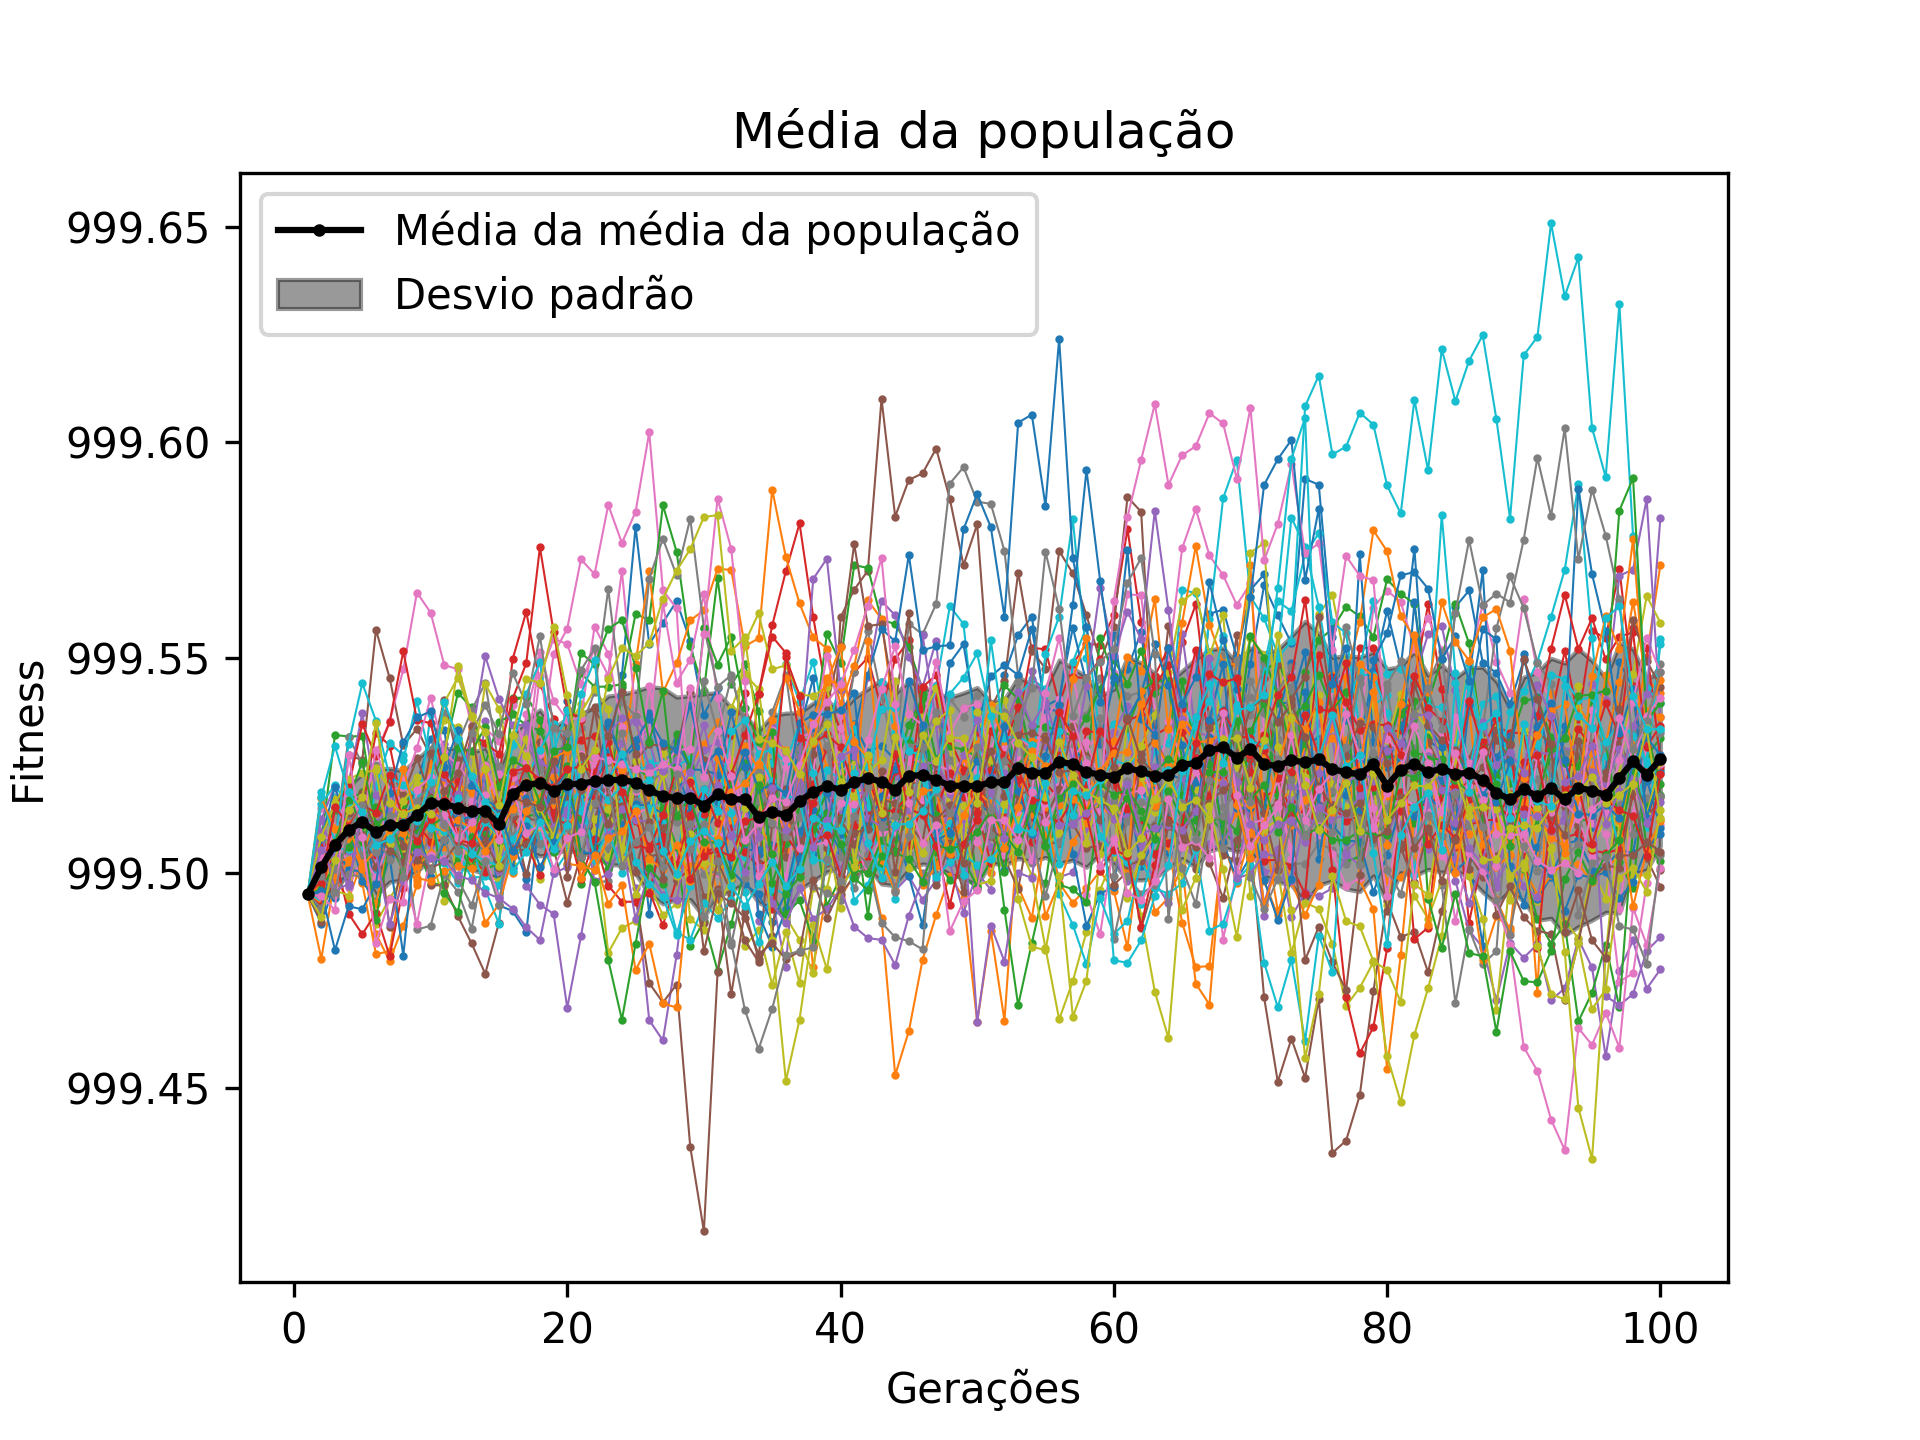 Média da população
Média da média da população
Desvio padrão
999.65
999.60
999.55
999.50
999.45
Fitness
0 20 40 60 80 100
Gerações